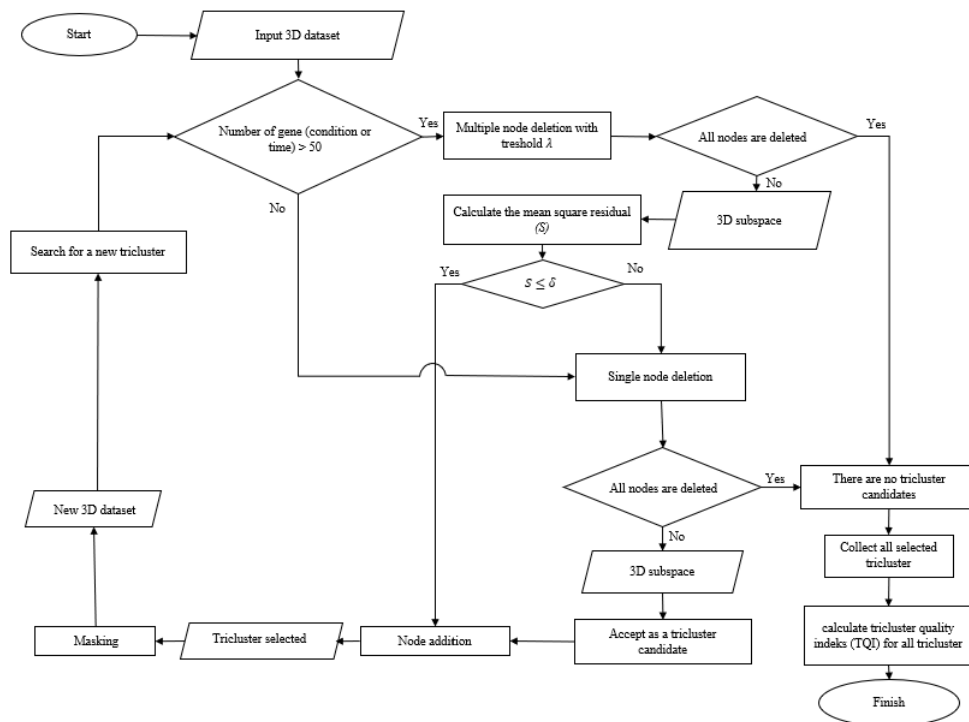 Start
Input 3D dataset
Number of gene (condition or
time) > 50
Yes
Multiple node deletion with
treshold λ
All nodes are deleted
Yes
No
No
3D subspace
Calculate the mean square residual
(S)
Yes
S ≤ δ
No
Search for a new tricluster
Single node deletion
All nodes are deleted
Yes
There are no tricluster
candidates
New 3D dataset
No
Collect all selected
tricluster
3D subspace
Masking
Tricluster selected
Node addition
Accept as a tricluster
candidate
calculate tricluster quality
indeks (TQI) for all tricluster
Finish